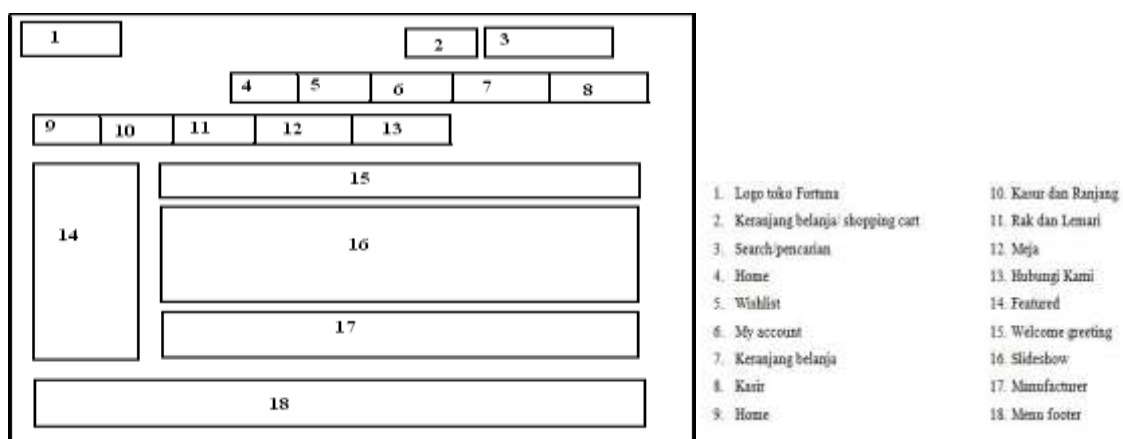 1
2
3
4
5
6
7
8
9
10
11
12
13
14
15
16
17
18
1. Logo toko Fortuna
2. Keranjang belanja/ shopping cart
3. Search/pencarian
4. Home
5. Wishlist
6. My account
7. Keranjang belanja
8. Kasir
9. Home
10. Kasur dan Ranjang
11. Rak dan Lemari
12. Meja
13. Hubungi Kami
14. Featured
15. Welcome greeting
16. Slideshow
17. Manufacturer
18. Menu footer